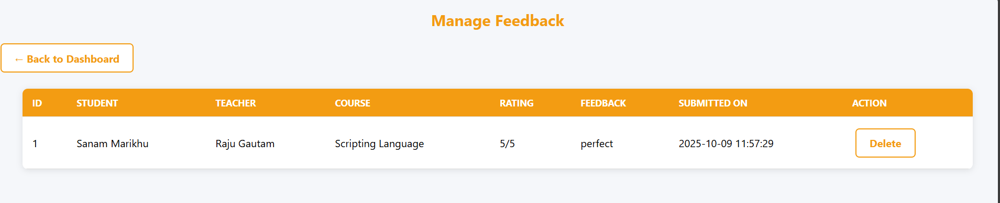 Manage Feedback
← Back to Dashboard
ID STUDENT TEACHER COURSE RATING FEEDBACK SUBMITTED ON ACTION
1 Sanam Marikhu Raju Gautam Scripting Language 5/5 perfect 2025-10-09 11:57:29 Delete